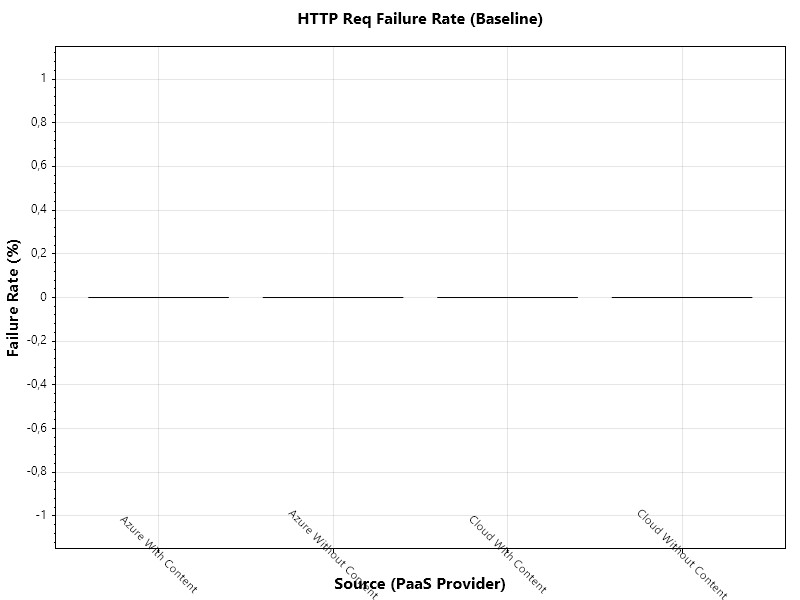 HTTP Req Failure Rate (Baseline)
1
0,8
0,6
0,4
0,2
0
-0,2
-0,4
-0,6
-0,8
-1
Failure Rate (%)
Azure With Content
Azure Without Content
Cloud With Content
Cloud Without Content
Source (PaaS Provider)